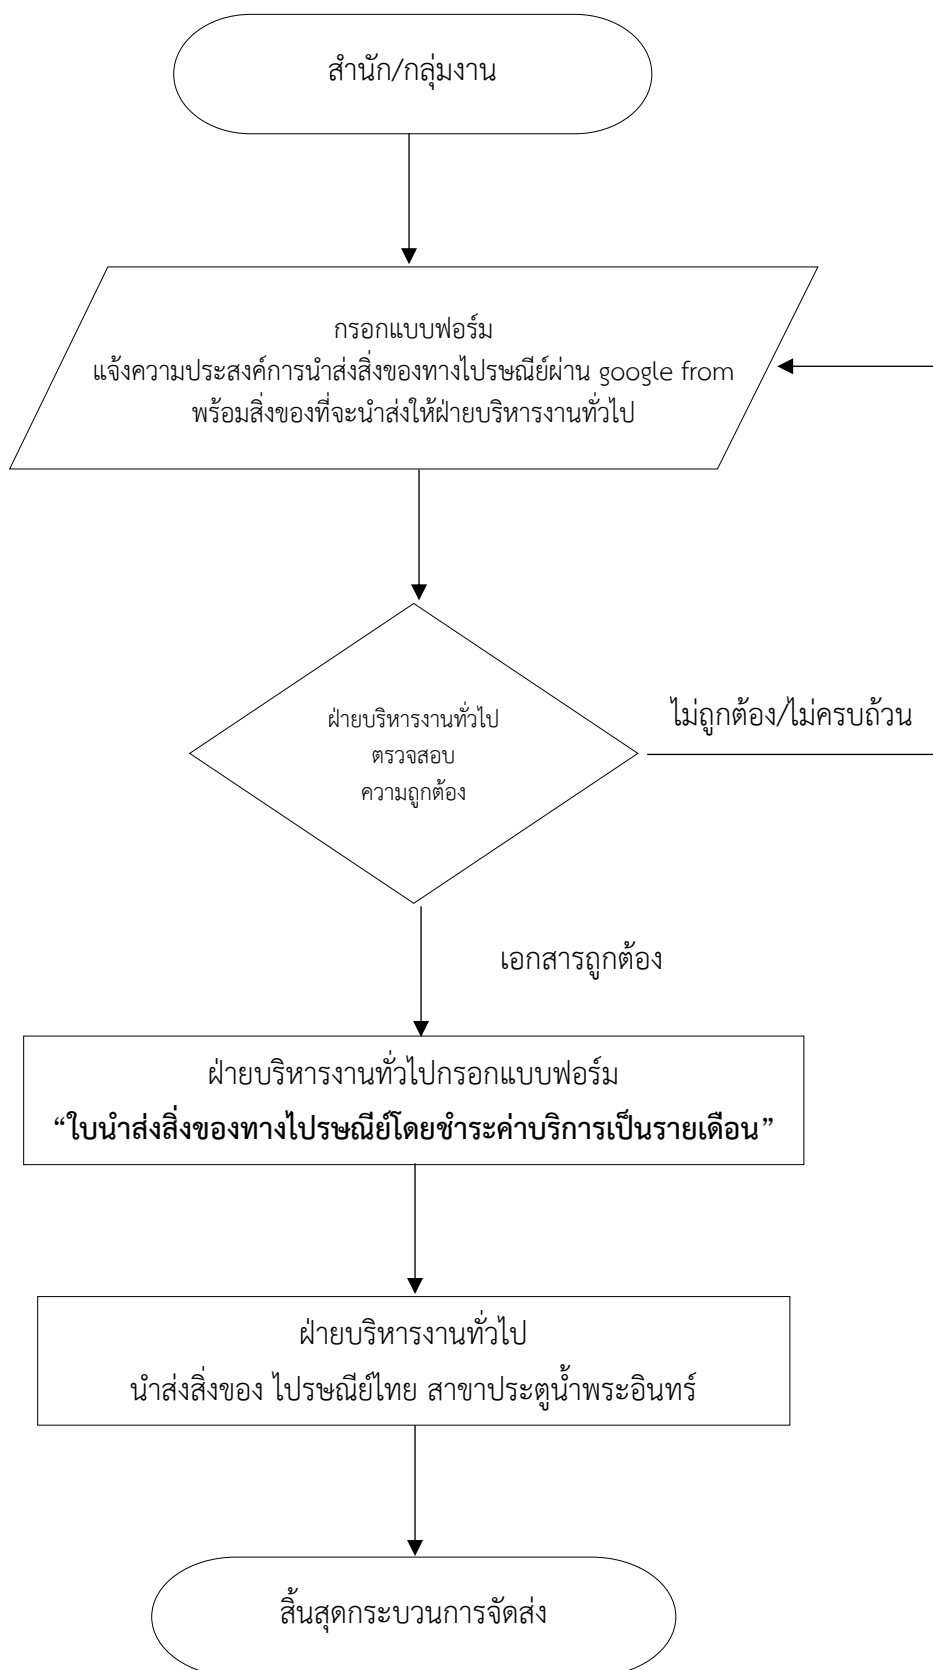 สำนัก/กลุ่มงาน
กรอกแบบฟอร์ม
แจ้งความประสงค์การนำส่งสิ่งของทางไปรษณีย์ผ่าน google from
พร้อมสิ่งของที่จะนำส่งให้ฝ่ายบริหารงานทั่วไป
ฝ่ายบริหารงานทั่วไป
ตรวจสอบ
ความถูกต้อง
ไม่ถูกต้อง/ไม่ครบถ้วน
เอกสารถูกต้อง
ฝ่ายบริหารงานทั่วไปกรอกแบบฟอร์ม
“ใบนำส่งสิ่งของทางไปรษณีย์โดยชำระค่าบริการเป็นรายเดือน”
ฝ่ายบริหารงานทั่วไป
นำส่งสิ่งของ ไปรษณีย์ไทย สาขาประตูน้ำพระอินทร์
สิ้นสุดกระบวนการจัดส่ง